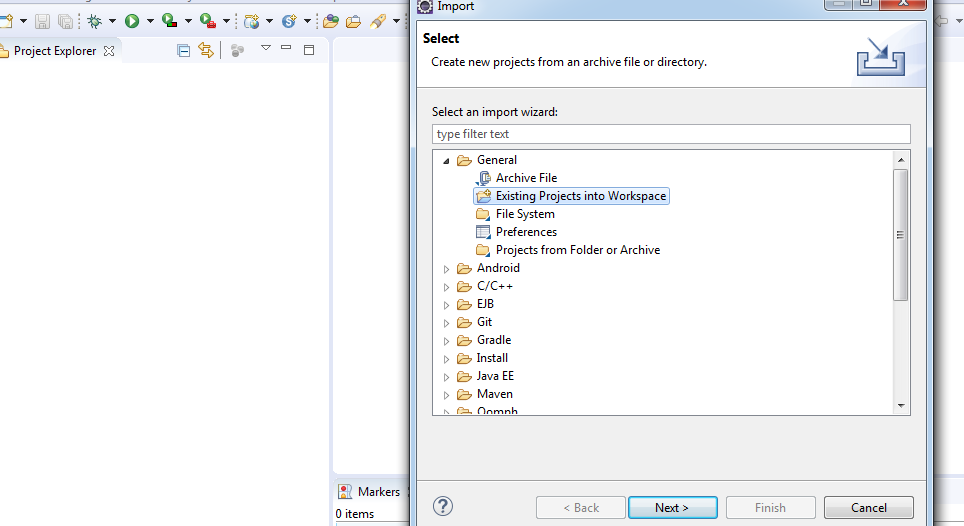 Import
Project Explorer
Select
Create new projects from an archive file or directory.
Select an import wizard:
type filter text
General
Archive File
Existing Projects into Workspace
File System
Preferences
Projects from Folder or Archive
Android
C/C++
EJB
Git
Gradle
Install
Java EE
Maven
Oomph
Markers
0 items
< Back
Next >
Finish
Cancel